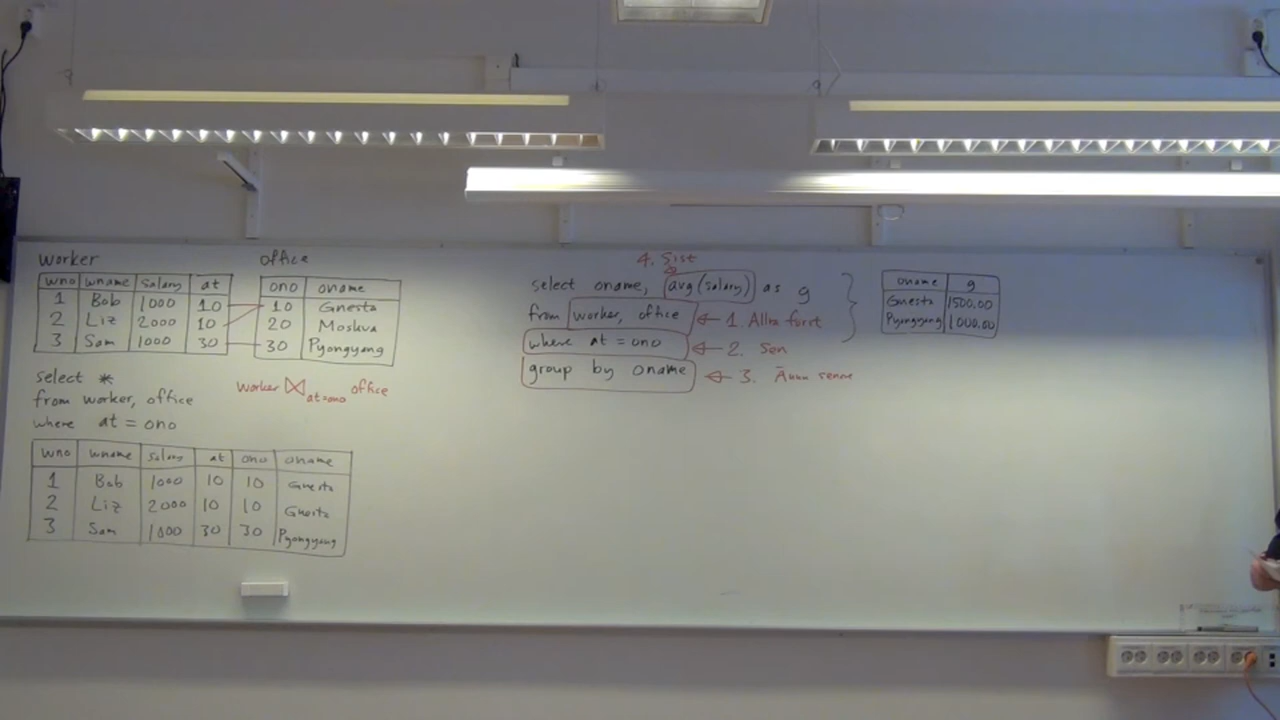 worker
wno wname salary at
1 Bob 1000 10
2 Liz 2000 10
3 Sam 1000 30
office
ono oname
10 Gnesta
20 Moskva
30 Pyongyang
select *
from worker, office
where at = ono
Worker ⋈ at=ono office
wno wname salary at ono oname
1 Bob 1000 10 10 Gnesta
2 Liz 2000 10 10 Gnesta
3 Sam 1000 30 30 Pyongyang
4. Sist
select oname, avg(salary) as g
from worker, office ← 1. Allra först
where at = ono ← 2. Sen
group by oname ← 3. Ännu senare
oname g
Gnesta 1500.00
Pyongyang 1000.00